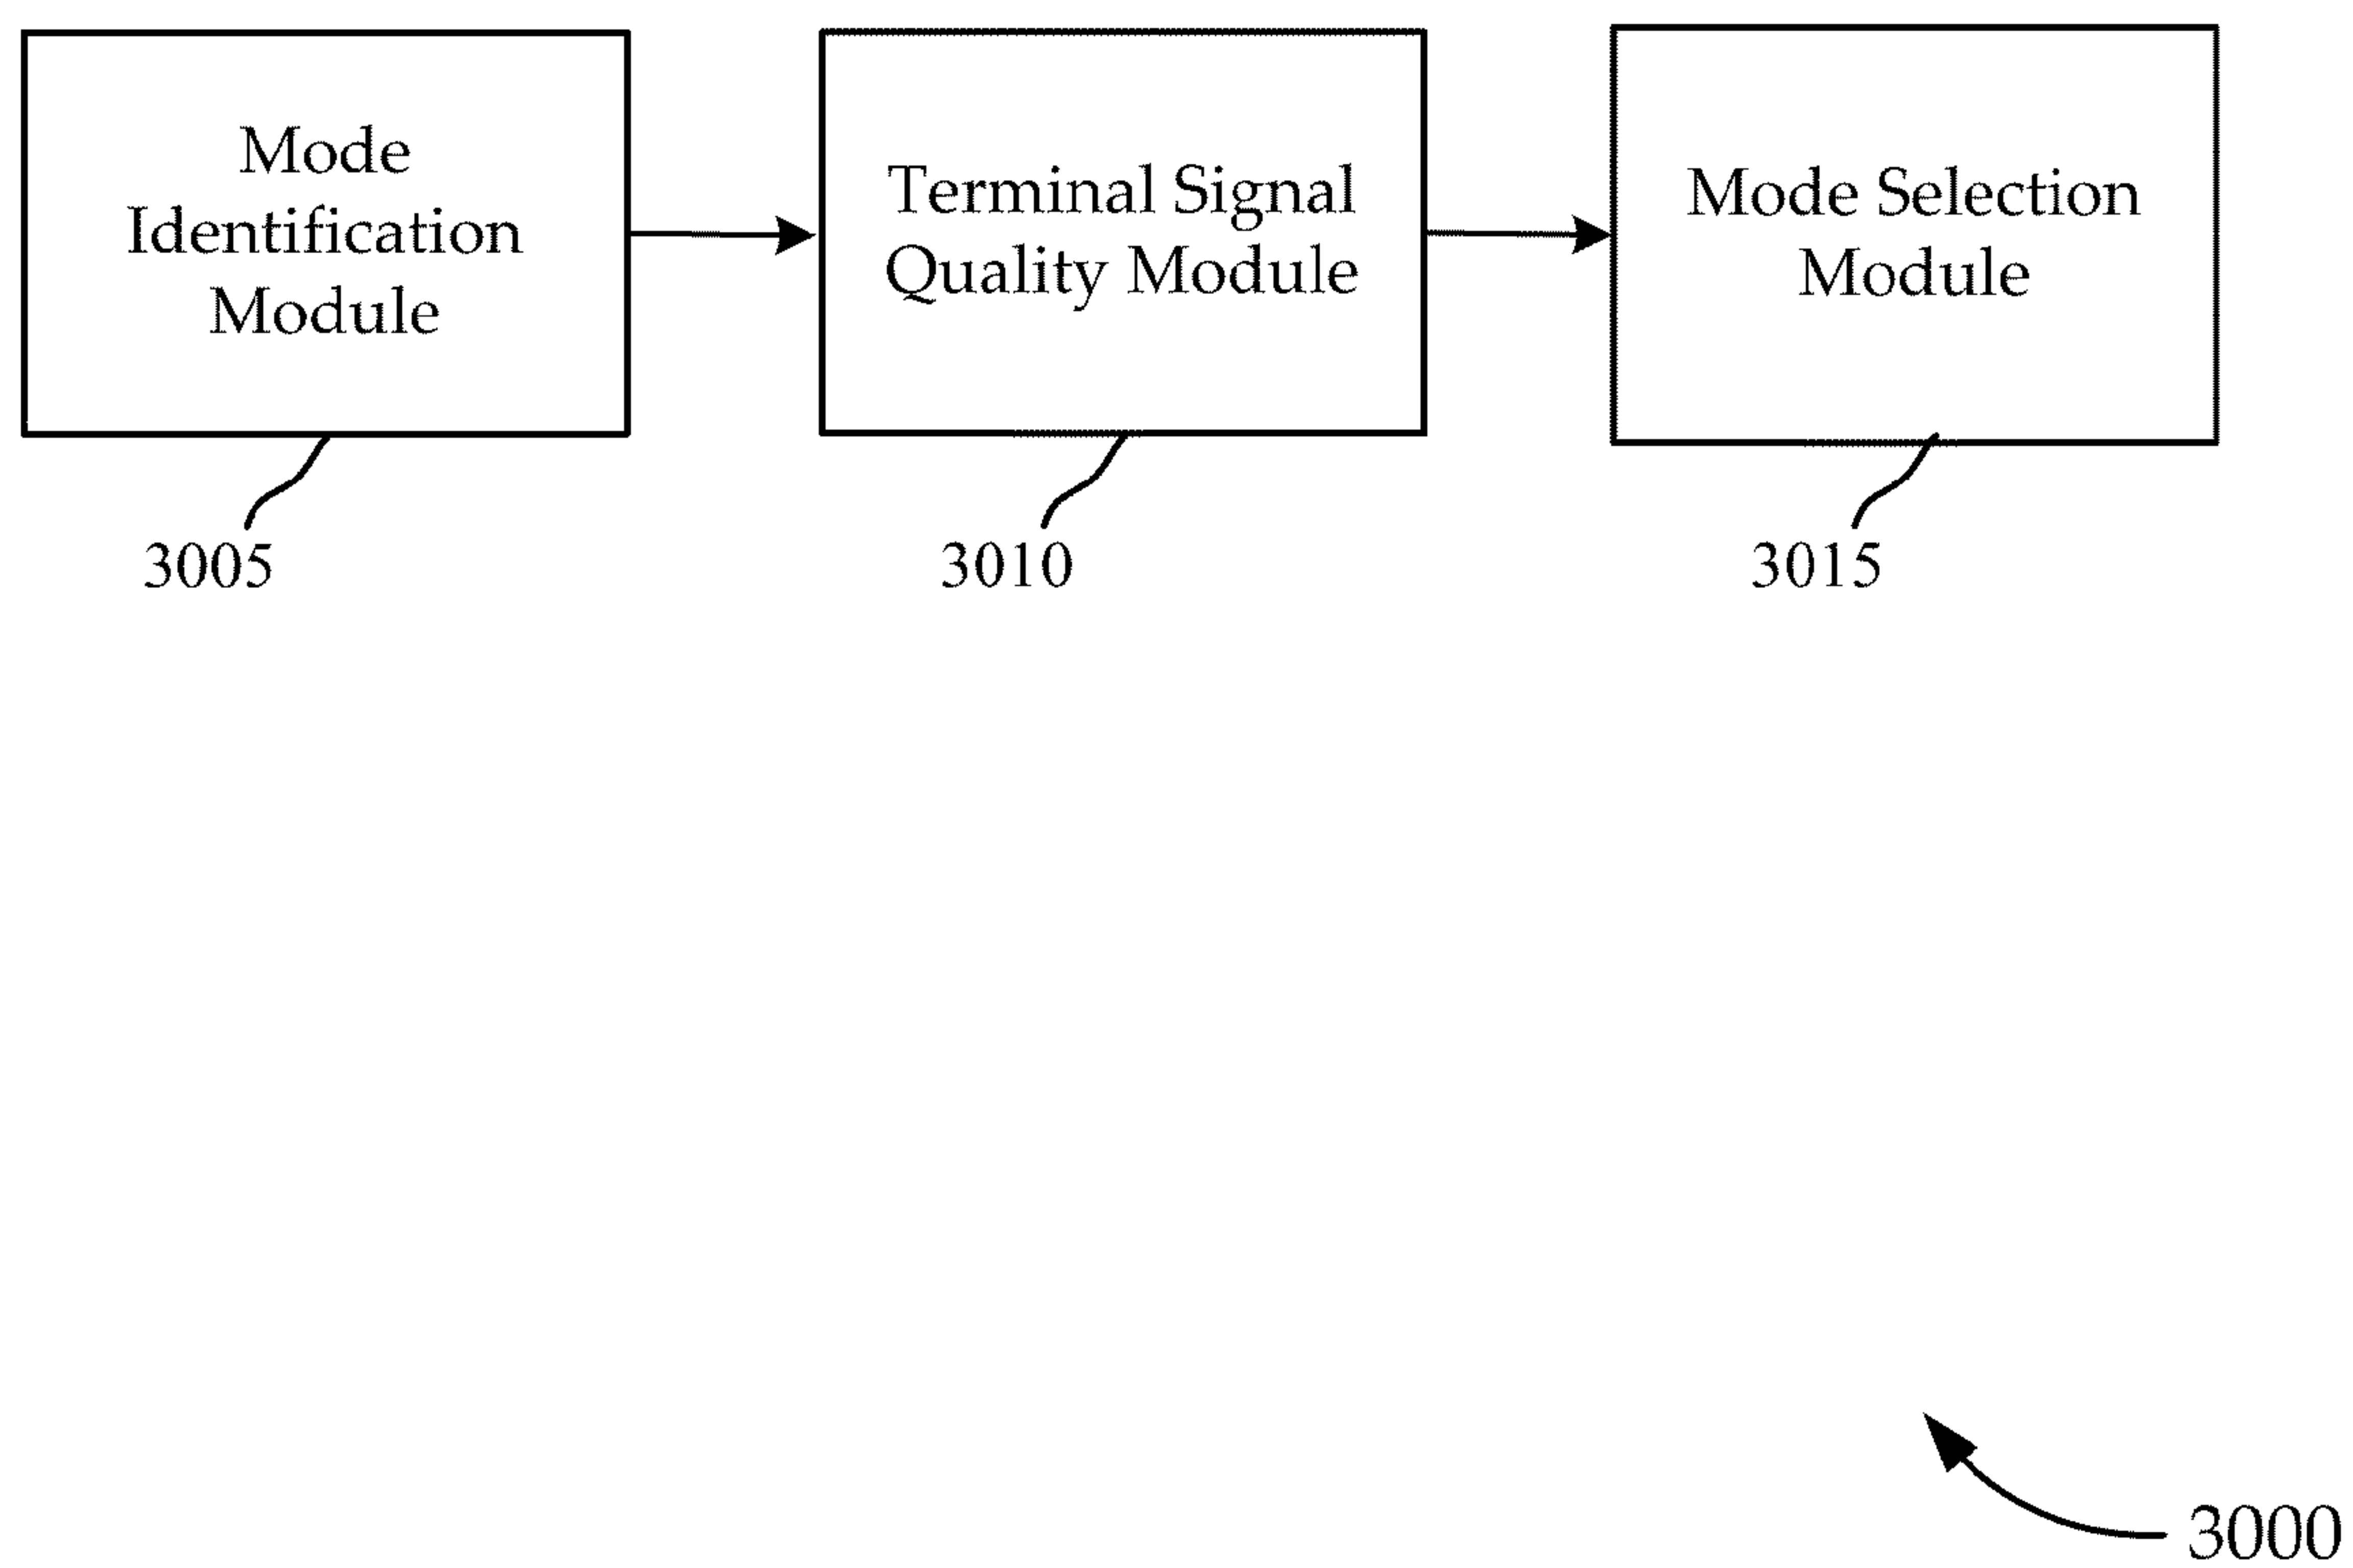 Mode
Identification
Module
Terminal Signal
Quality Module
Mode Selection
Module
3005
3010
3015
3000